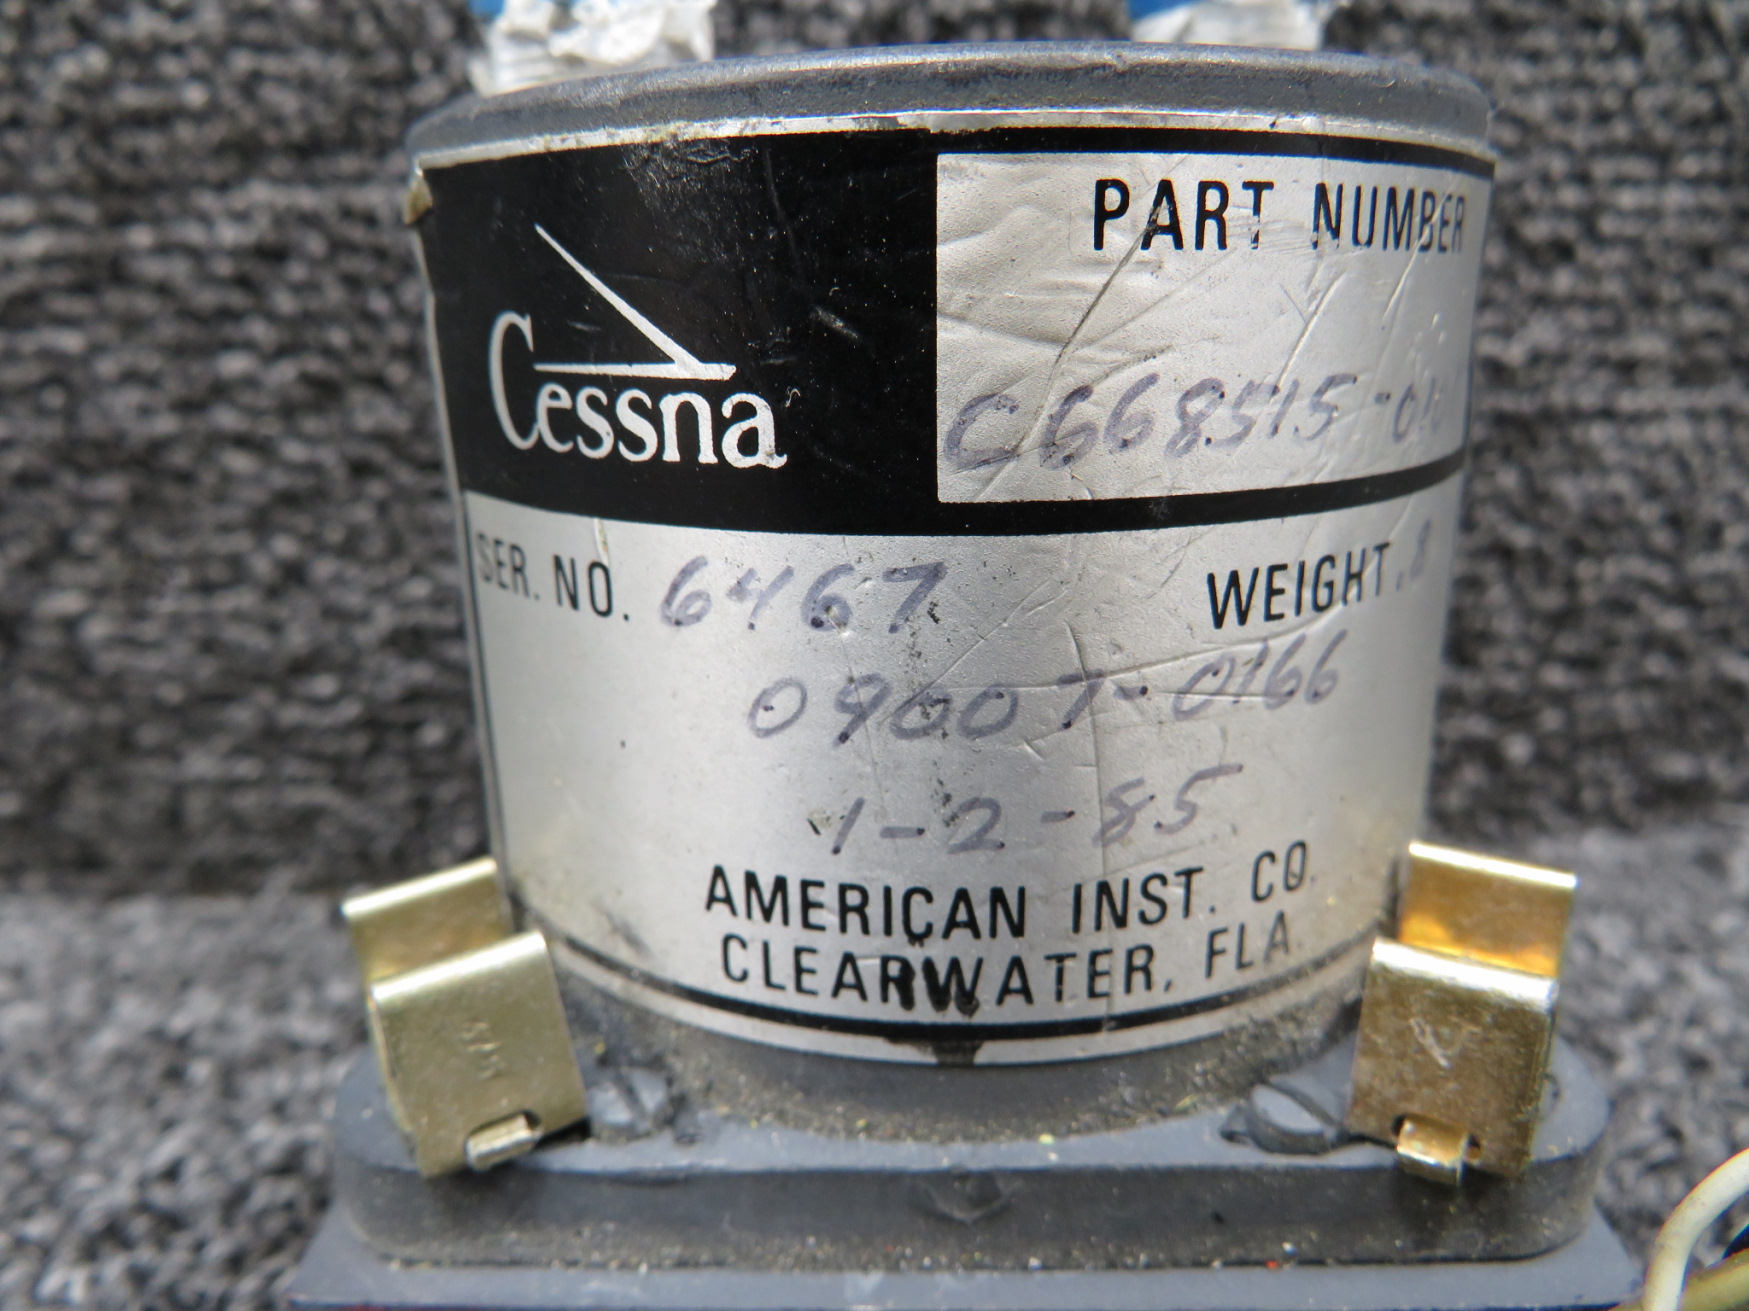 Cessna
PART NUMBER
C668515-01
SER. NO. 6467
WEIGHT .8
09007-0166
1-2-85
AMERICAN INST. CO.
CLEARWATER, FLA.